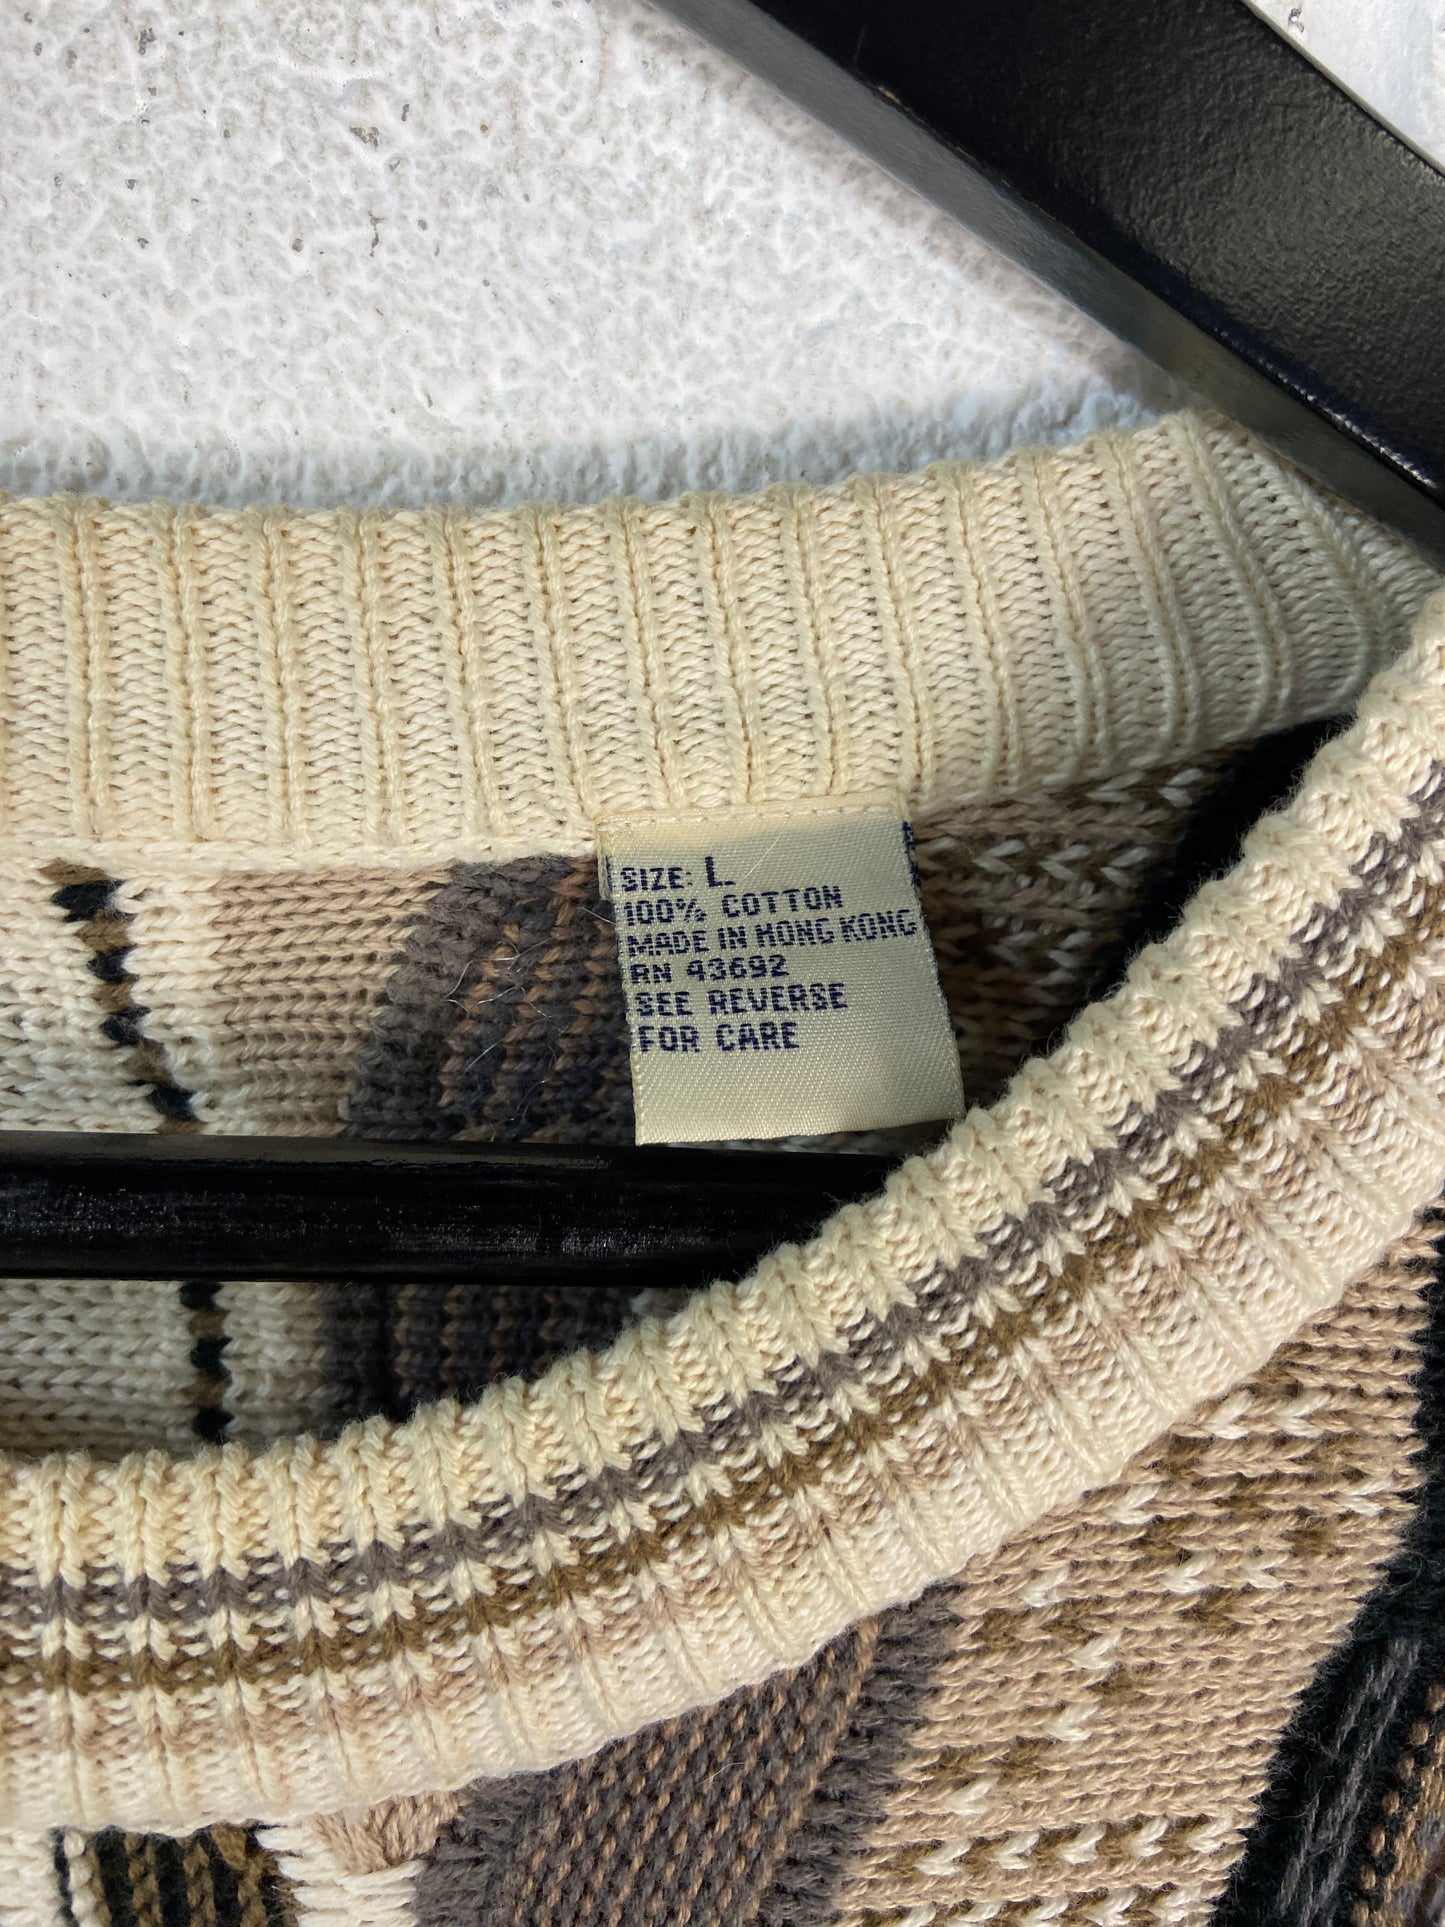 SIZE: L
100% COTTON
MADE IN HONG KONG
RN 43692
SEE REVERSE
FOR CARE